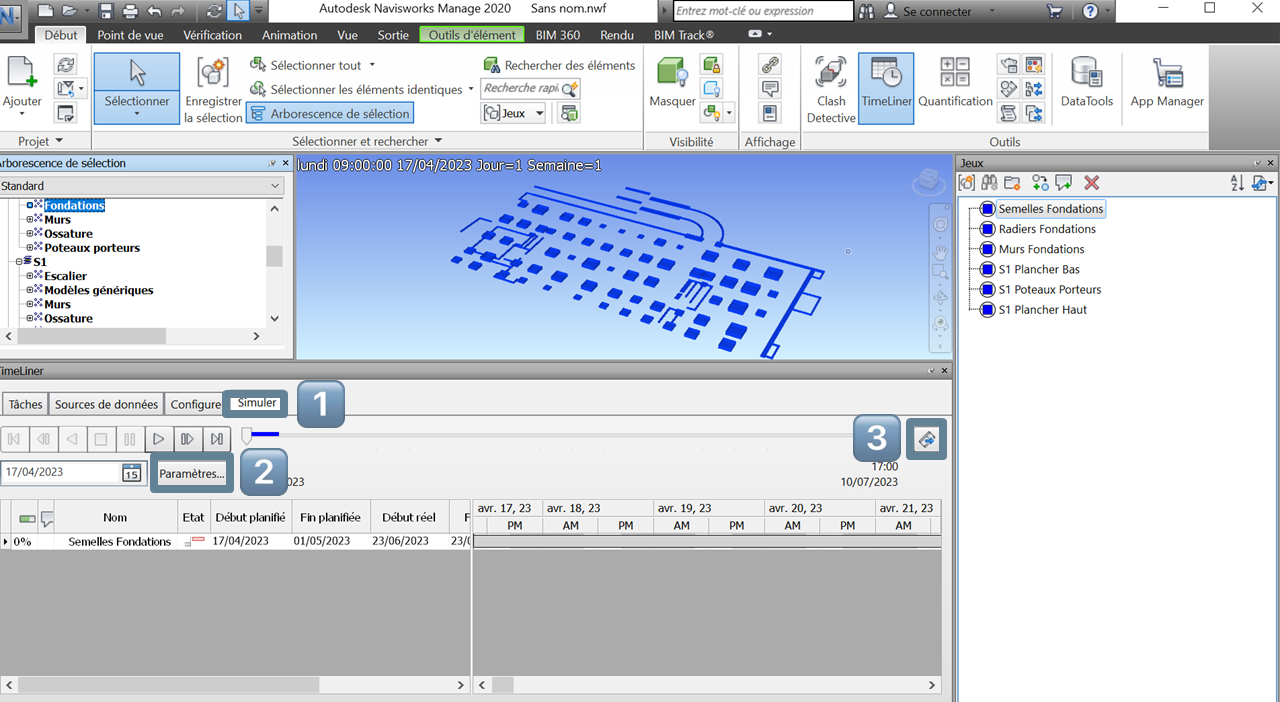 Autodesk Navisworks Manage 2020 Sans nom.nwf
Entrez mot-clé ou expression
Se connecter
Début Point de vue Vérification Animation Vue Sortie Outils d'élément BIM 360 Rendu BIM Track®
Ajouter
Projet
Sélectionner
Enregistrer
la sélection
Sélectionner tout
Sélectionner les éléments identiques
Arborescence de sélection
Rechercher des éléments
Recherche rapi
Jeux
Sélectionner et rechercher
Masquer
Visibilité
Affichage
Clash
Detective
TimeLiner
Quantification
DataTools
App Manager
Outils
Arborescence de sélection
Standard
Fondations
Murs
Ossature
Poteaux porteurs
S1
Escalier
Modèles génériques
Murs
Ossature
lundi 09:00:00 17/04/2023 Jour=1 Semaine=1
Jeux
Semelles Fondations
Radiers Fondations
Murs Fondations
S1 Plancher Bas
S1 Poteaux Porteurs
S1 Plancher Haut
TimeLiner
Tâches Sources de données Configure Simuler
1
3
17/04/2023 15 Paramètres...
2
023
17:00
10/07/2023
Nom Etat Début planifié Fin planifiée Début réel F
avr. 17, 23 avr. 18, 23 avr. 19, 23 avr. 20, 23 avr. 21, 23
PM AM PM AM PM AM PM AM
0% Semelles Fondations 17/04/2023 01/05/2023 23/06/2023 23/0